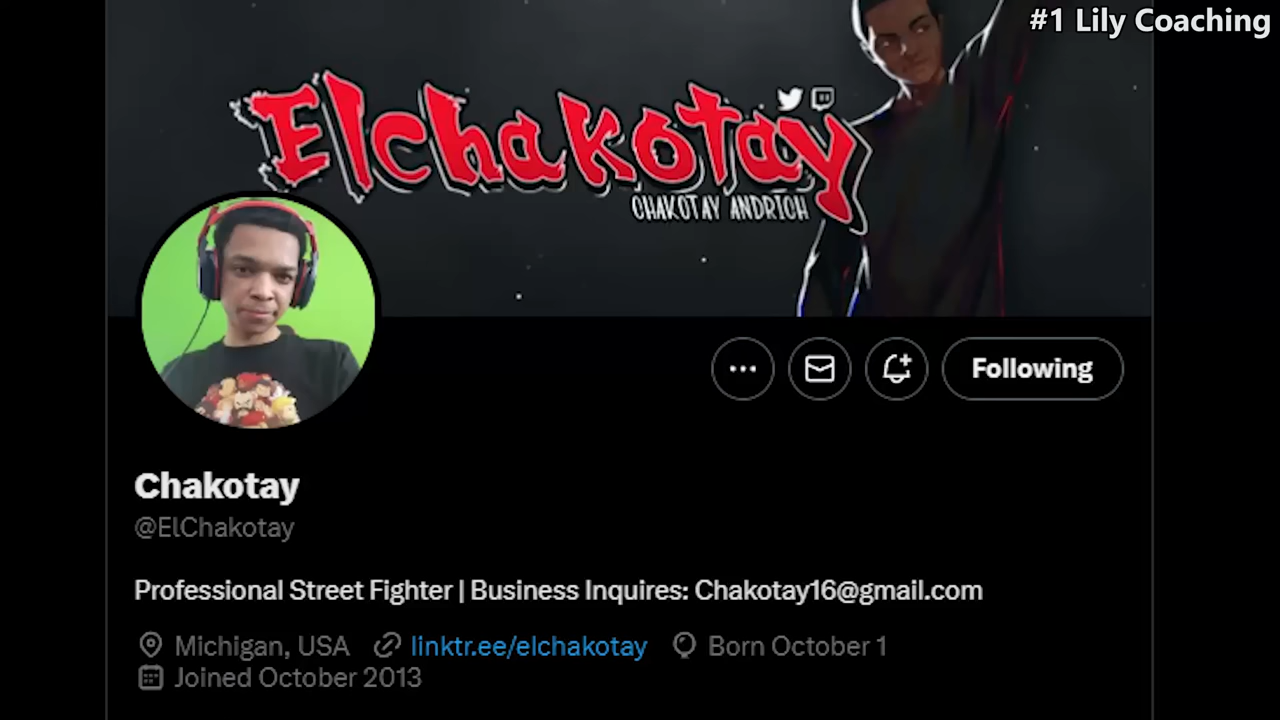 #1 Lily Coaching
Elchakotay
CHAKOTAY ANDRICH
Following
Chakotay
@ElChakotay
Professional Street Fighter | Business Inquires: Chakotay16@gmail.com
Michigan, USA linktr.ee/elchakotay Born October 1
Joined October 2013